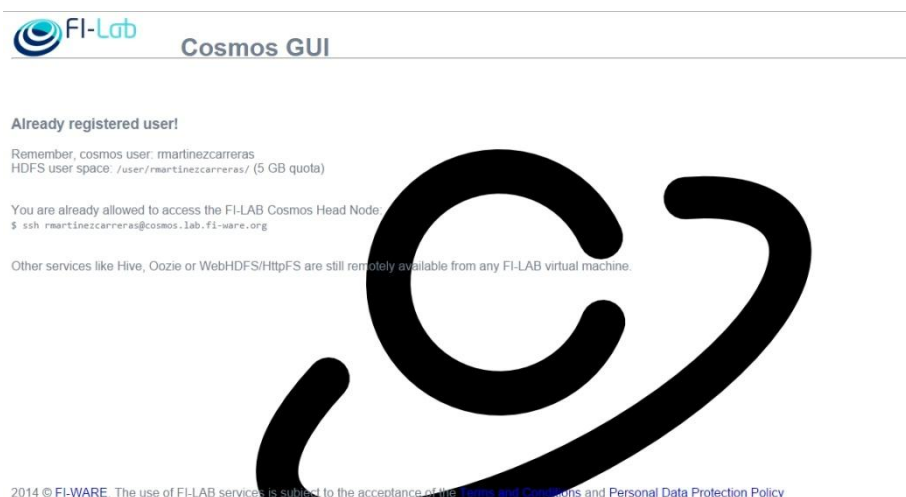 FI-Lab
Cosmos GUI
Already registered user!
Remember, cosmos user: rmartinezcarreras
HDFS user space: /user/rmartinezcarreras/ (5 GB quota)
You are already allowed to access the FI-LAB Cosmos Head Node:
$ ssh rmartinezcarreras@cosmos.lab.fi-ware.org
Other services like Hive, Oozie or WebHDFS/HttpFS are still remotely available from any FI-LAB virtual machine.
2014 © FI-WARE. The use of FI-LAB services is subject to the acceptance of the Terms and Conditions and Personal Data Protection Policy